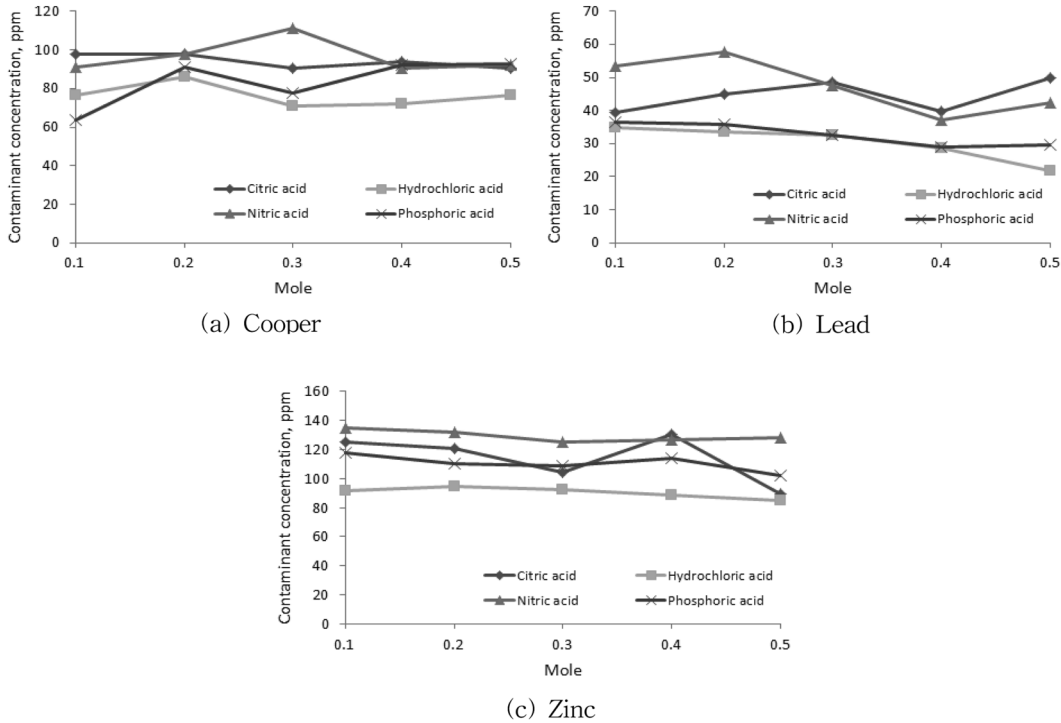 Contaminant concentration, ppm
120
100
80
60
40
20
0
Citric acid
Hydrochloric acid
Nitric acid
Phosphoric acid
0.1 0.2 0.3 0.4 0.5
Mole
(a) Cooper
Contaminant concentration, ppm
70
60
50
40
30
20
10
0
Citric acid
Hydrochloric acid
Nitric acid
Phosphoric acid
0.1 0.2 0.3 0.4 0.5
Mole
(b) Lead
Contaminant concentration, ppm
160
140
120
100
80
60
40
20
0
Citric acid
Hydrochloric acid
Nitric acid
Phosphoric acid
0.1 0.2 0.3 0.4 0.5
Mole
(c) Zinc